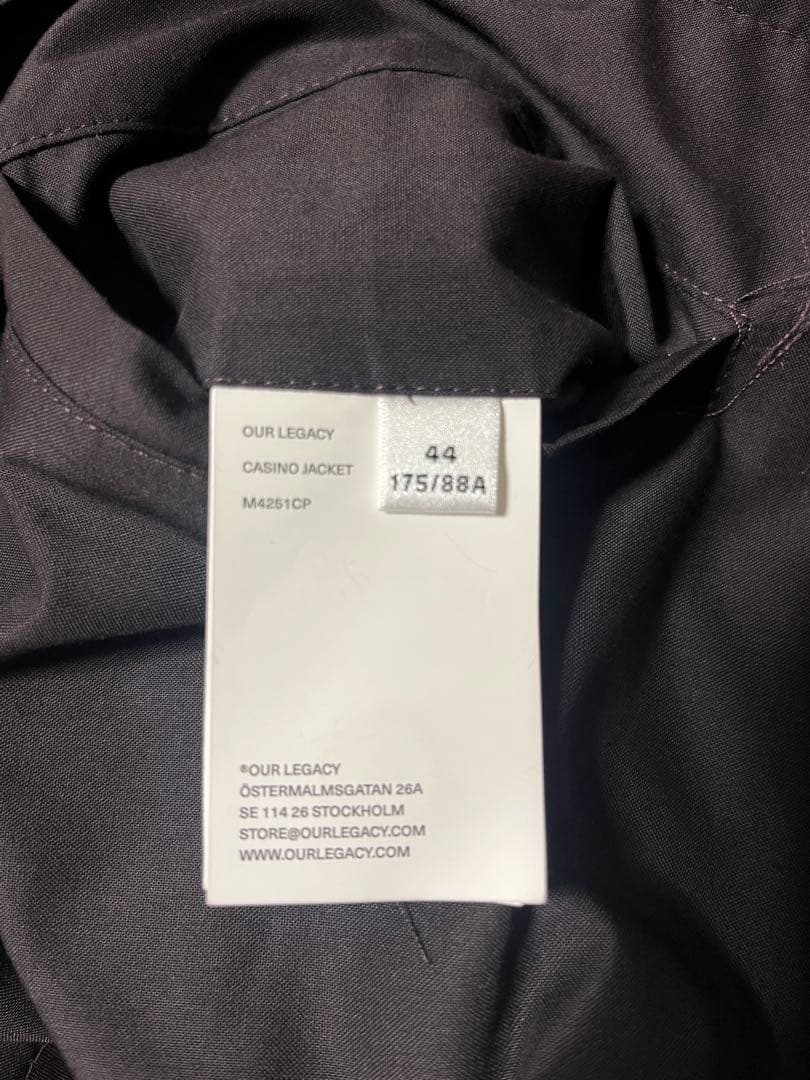 OUR LEGACY
CASINO JACKET
M4251CP
44
175/88A
®OUR LEGACY
ÖSTERMALMSGATAN 26A
SE 114 26 STOCKHOLM
STORE@OURLEGACY.COM
WWW.OURLEGACY.COM